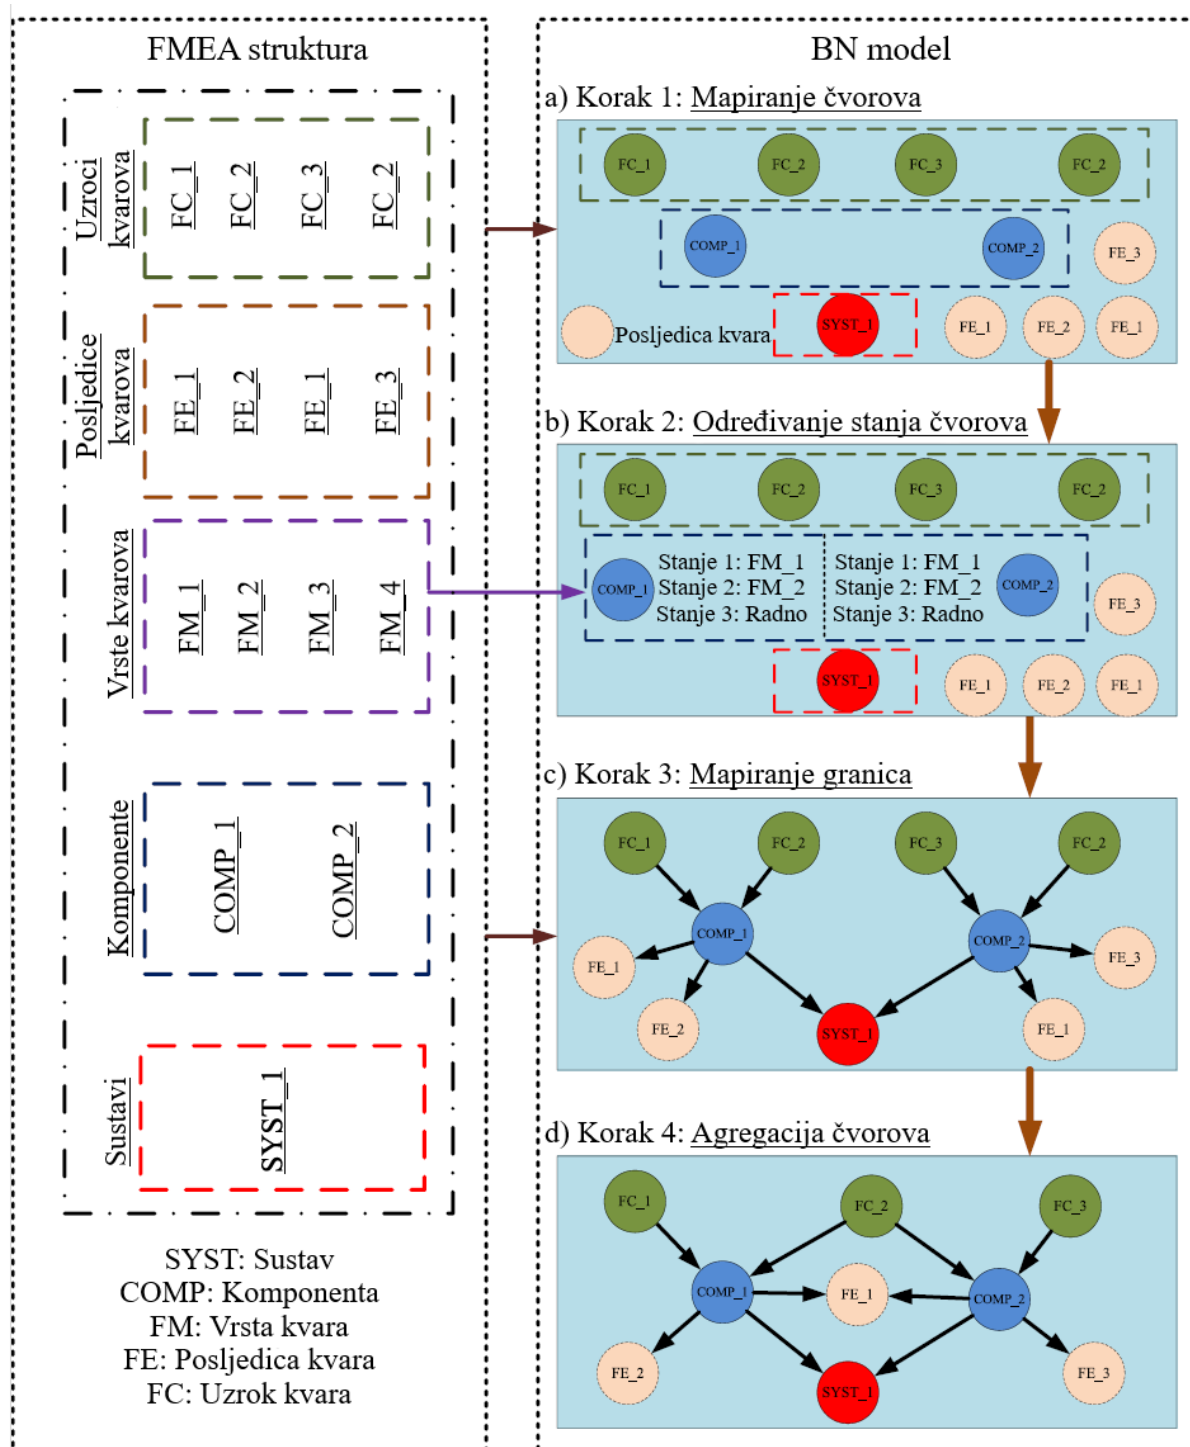 FMEA struktura
Uzroci
kvarova
FC_1
FC_2
FC_3
FC_2
Posljedice
kvarova
FE_1
FE_2
FE_1
FE_3
Vrste kvarova
FM_1
FM_2
FM_3
FM_4
Komponente
COMP_1
COMP_2
Sustavi
SYST_1
SYST: Sustav
COMP: Komponenta
FM: Vrsta kvara
FE: Posljedica kvara
FC: Uzrok kvara
BN model
a) Korak 1: Mapiranje čvorova
FC_1 FC_2 FC_3 FC_2
COMP_1 COMP_2 FE_3
Posljedica kvara SYST_1 FE_1 FE_2 FE_1
b) Korak 2: Određivanje stanja čvorova
FC_1 FC_2 FC_3 FC_2
COMP_1
Stanje 1: FM_1
Stanje 2: FM_2
Stanje 3: Radno
Stanje 1: FM_1
Stanje 2: FM_2
Stanje 3: Radno
COMP_2
FE_3
SYST_1 FE_1 FE_2 FE_1
c) Korak 3: Mapiranje granica
FC_1 FC_2 FC_3 FC_2
COMP_1 COMP_2
FE_1 FE_3
FE_2 SYST_1 FE_1
d) Korak 4: Agregacija čvorova
FC_1 FC_2 FC_3
COMP_1 FE_1 COMP_2
FE_2 SYST_1 FE_3